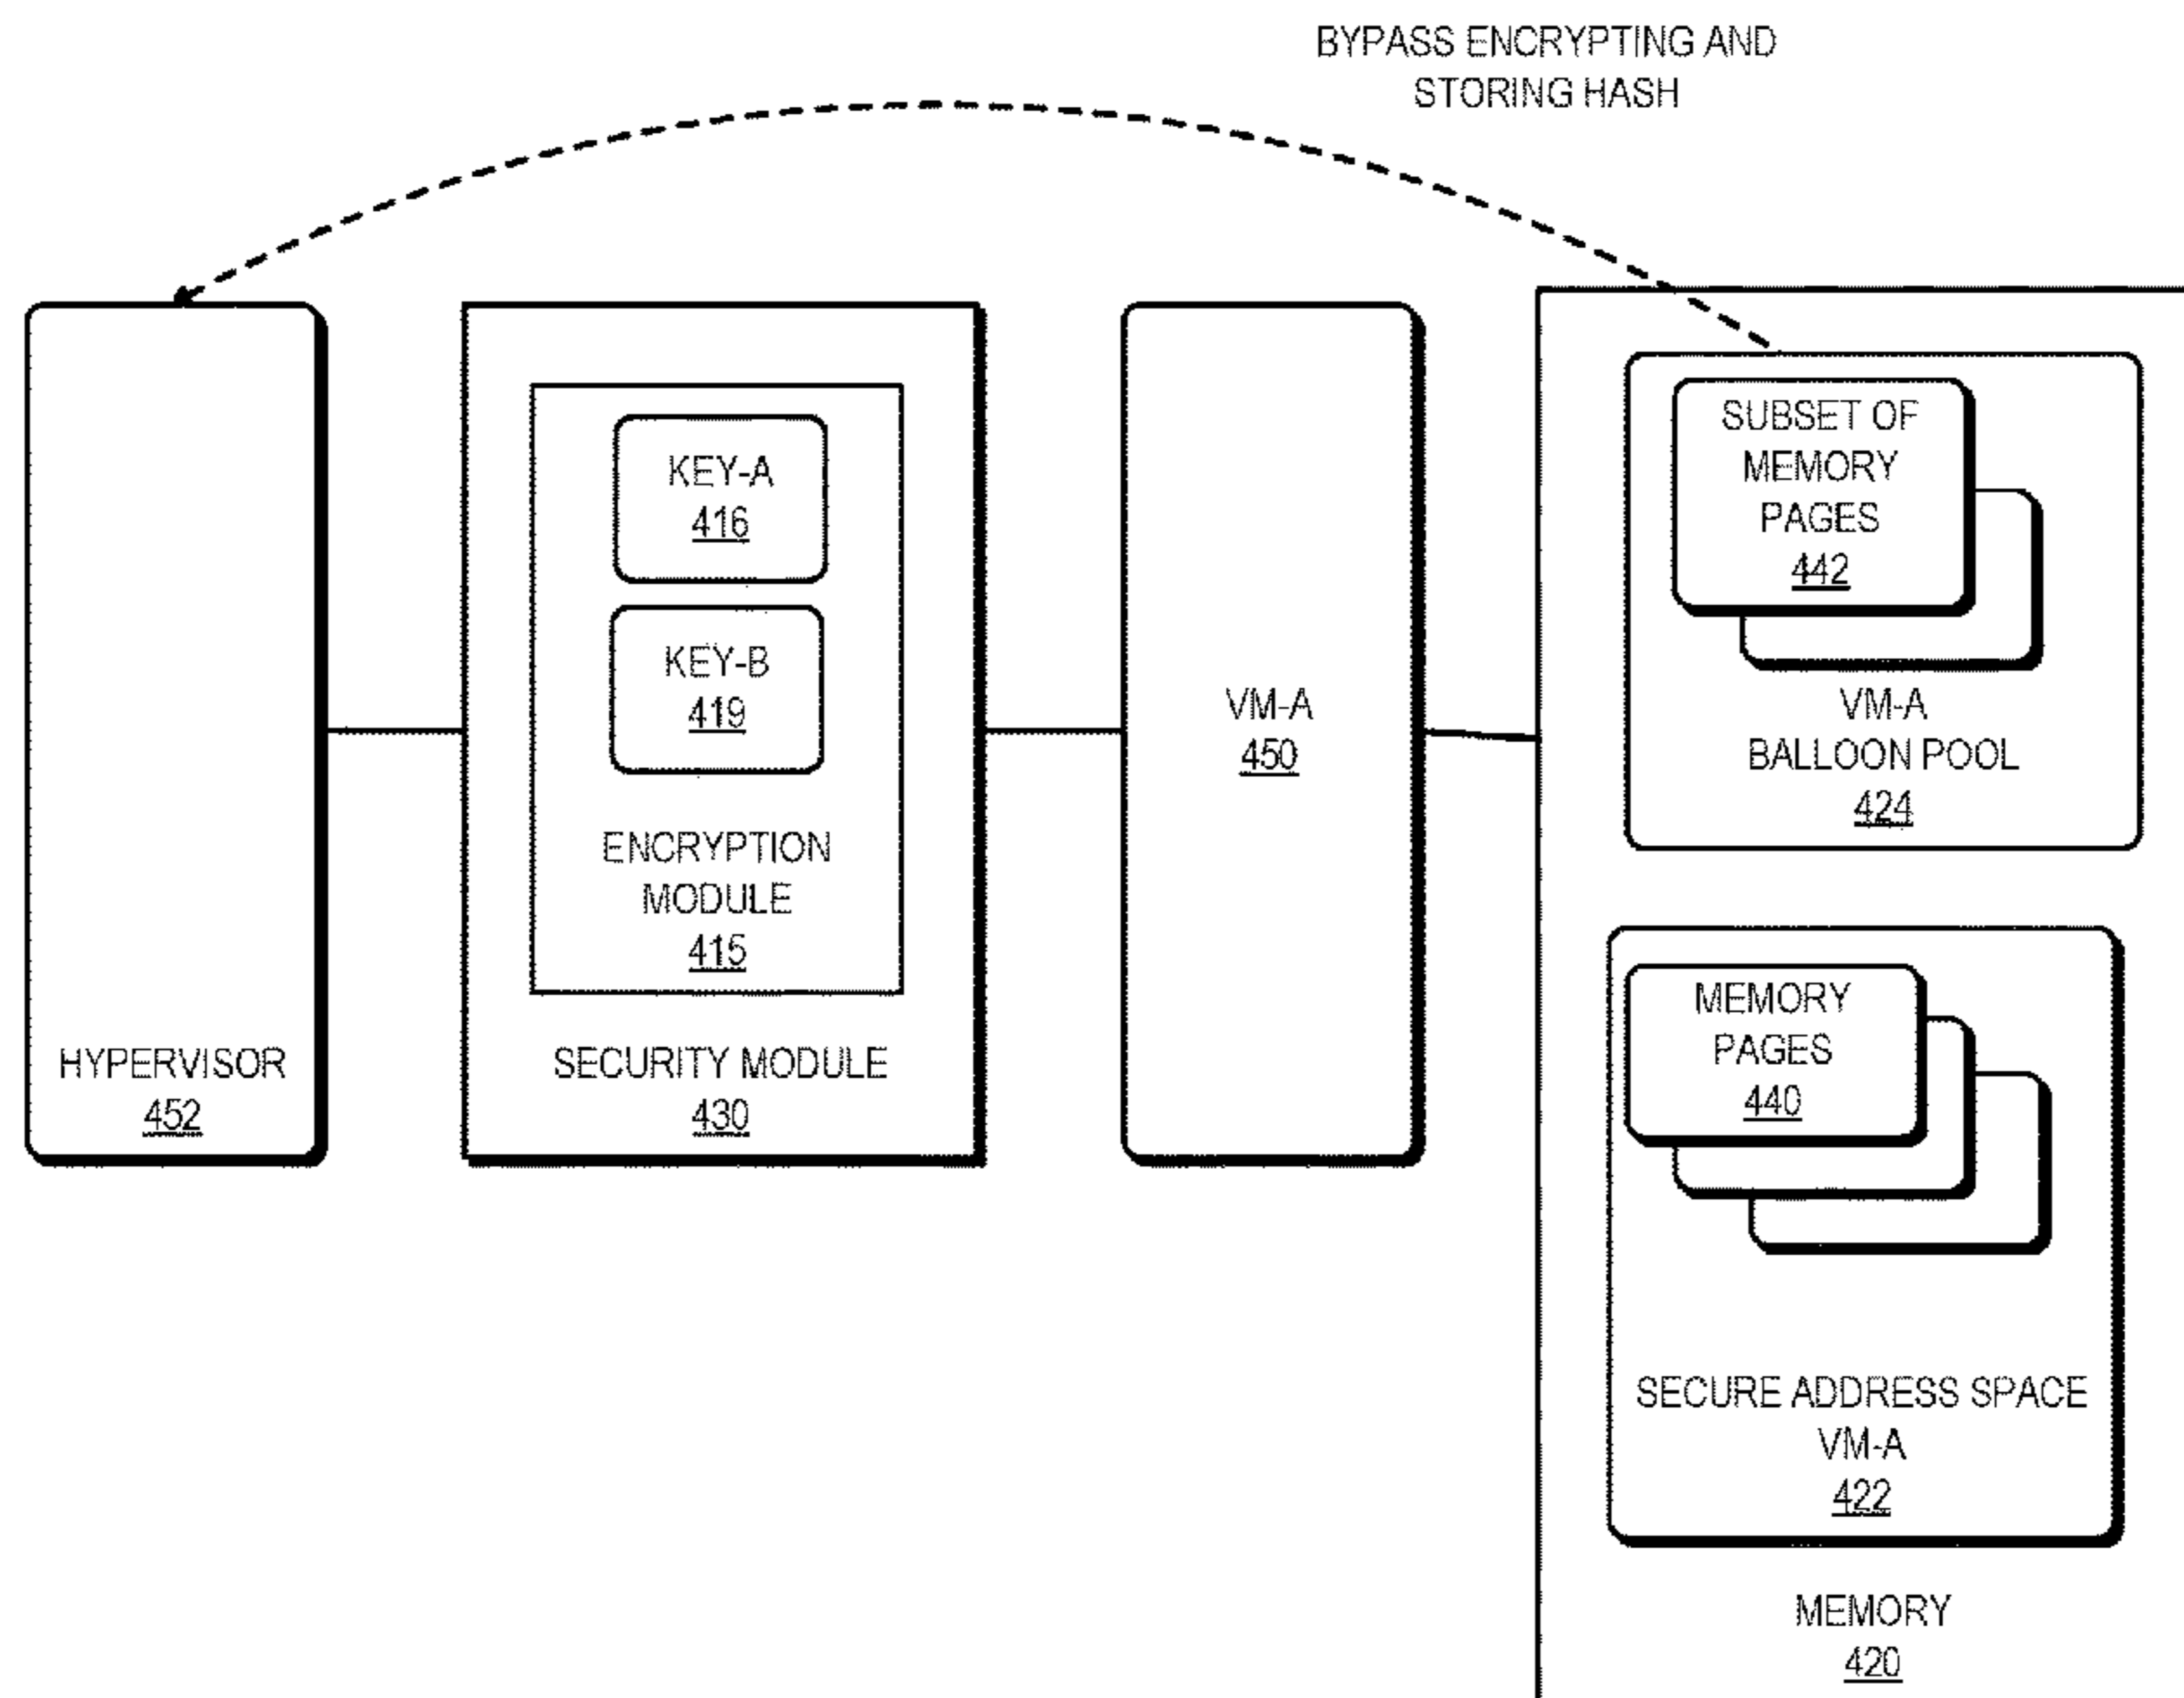 BYPASS ENCRYPTING AND
STORING HASH
HYPERVISOR
452
KEY-A
416
KEY-B
419
ENCRYPTION
MODULE
415
SECURITY MODULE
430
VM-A
450
SUBSET OF
MEMORY
PAGES
442
VM-A
BALLOON POOL
424
MEMORY
PAGES
440
SECURE ADDRESS SPACE
VM-A
422
MEMORY
420